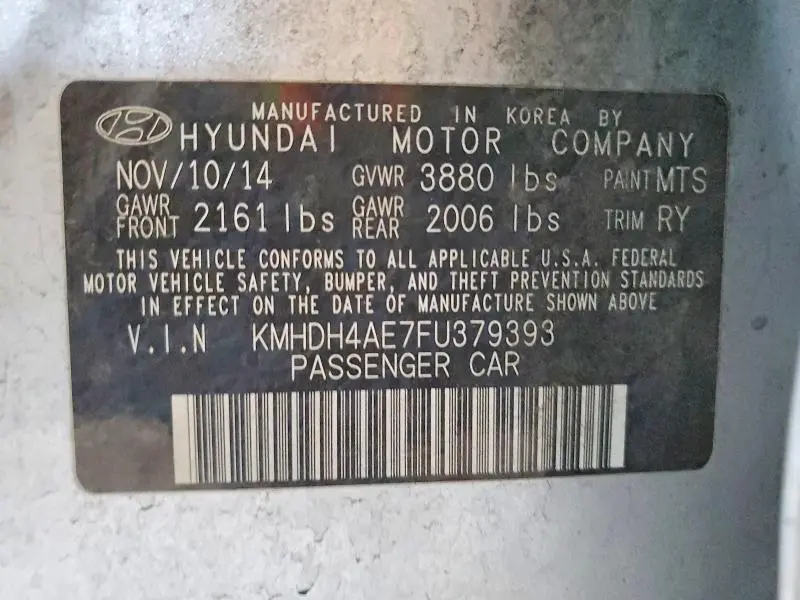 MANUFACTURED IN KOREA BY
HYUNDAI MOTOR COMPANY
NOV/10/14 GVWR 3880 lbs PAINT MTS
GAWR FRONT 2161 lbs GAWR REAR 2006 lbs TRIM RY
THIS VEHICLE CONFORMS TO ALL APPLICABLE U.S.A. FEDERAL
MOTOR VEHICLE SAFETY, BUMPER, AND THEFT PREVENTION STANDARDS
IN EFFECT ON THE DATE OF MANUFACTURE SHOWN ABOVE
V.I.N KMHDH4AE7FU379393
PASSENGER CAR